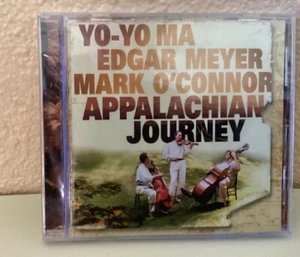 YO-YO MA
EDGAR MEYER
MARK O'CONNOR
APPALACHIAN
JOURNEY